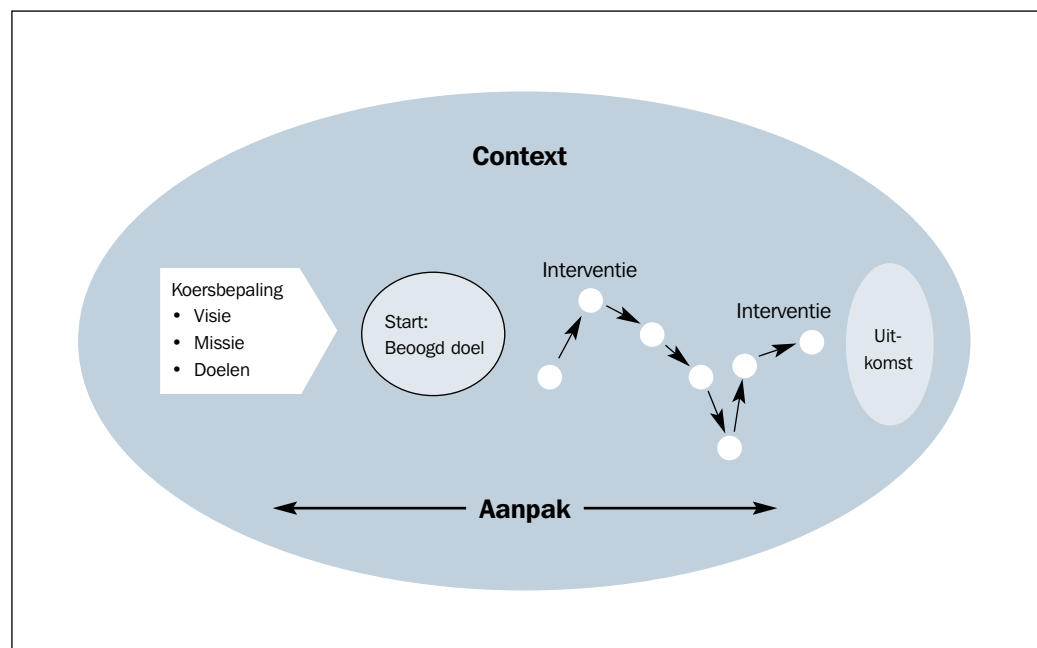 Context
Koersbepaling
• Visie
• Missie
• Doelen
Start:
Beoogd doel
Interventie
Interventie
Uit-
komst
Aanpak